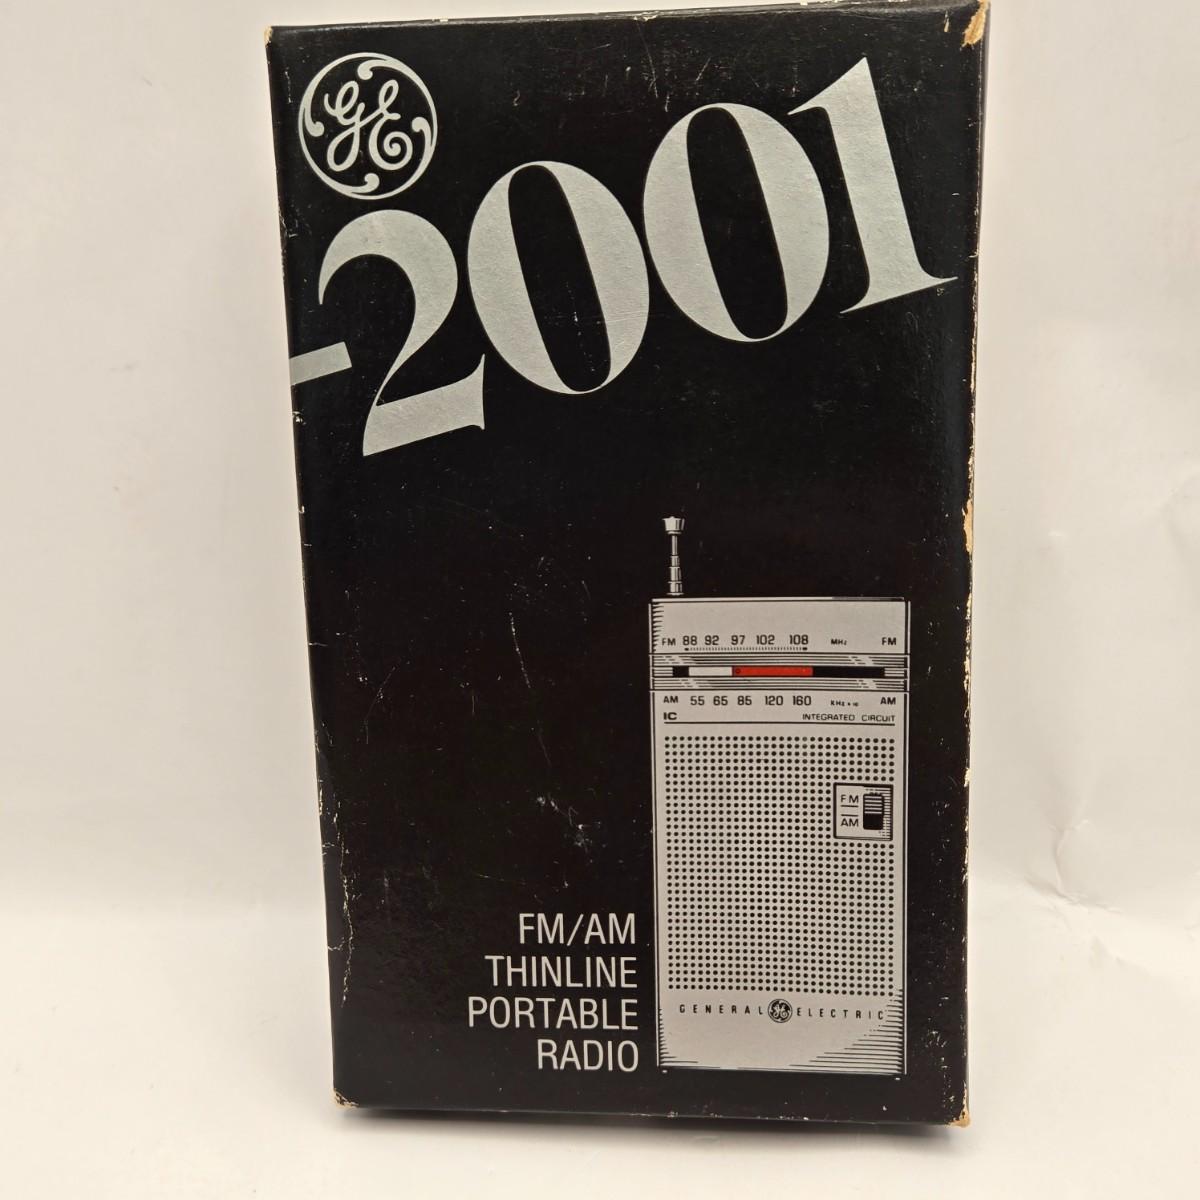 GE
-2001
FM 88 92 97 102 108 MHz FM
AM 55 65 85 120 160 KHz x 10 AM
IC INTEGRATED CIRCUIT
FM
AM
FM/AM
THINLINE
PORTABLE
RADIO
GENERAL GE ELECTRIC